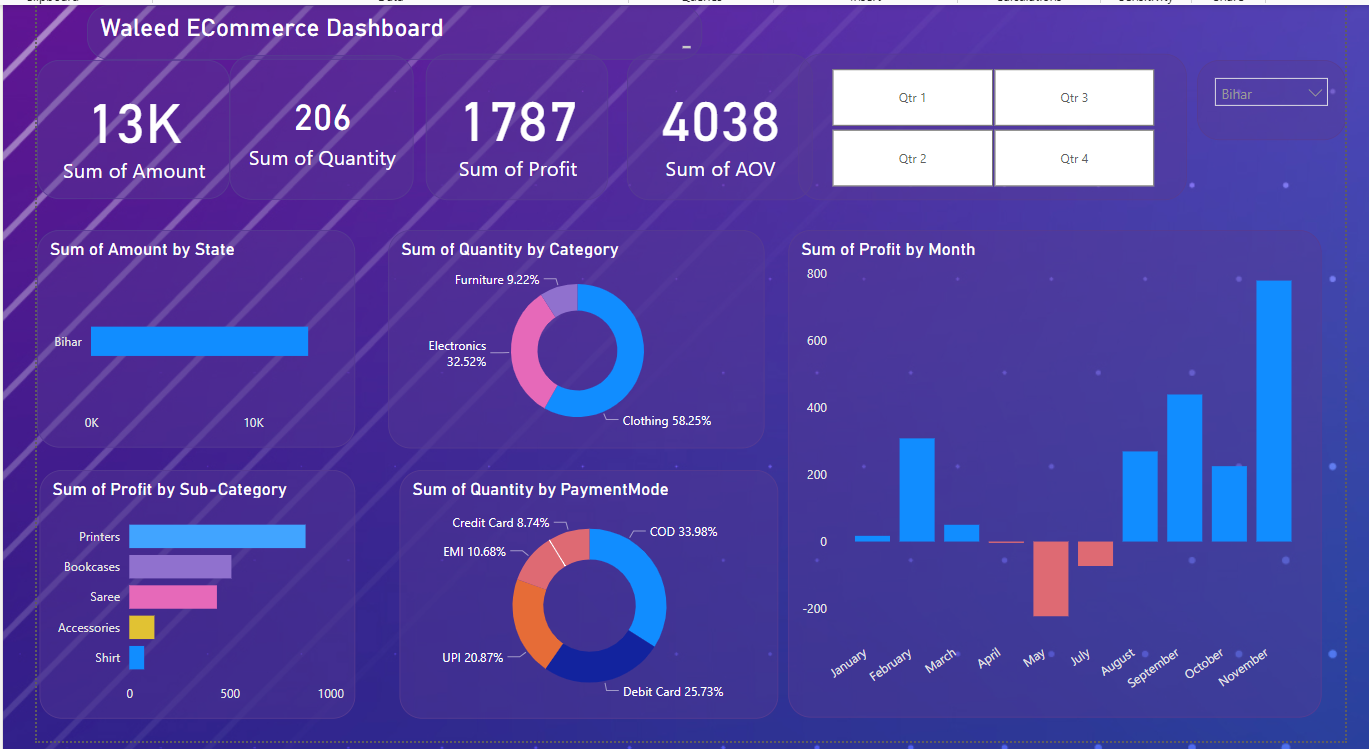 Waleed ECommerce Dashboard
13K
Sum of Amount
206
Sum of Quantity
1787
Sum of Profit
4038
Sum of AOV
Qtr 1
Qtr 3
Qtr 2
Qtr 4
Bihar
Sum of Amount by State
Bihar
0K
10K
Sum of Quantity by Category
Furniture 9.22%
Electronics
32.52%
Clothing 58.25%
Sum of Profit by Month
800
600
400
200
0
-200
January
February
March
April
May
July
August
September
October
November
Sum of Profit by Sub-Category
Printers
Bookcases
Saree
Accessories
Shirt
0
500
1000
Sum of Quantity by PaymentMode
Credit Card 8.74%
COD 33.98%
EMI 10.68%
UPI 20.87%
Debit Card 25.73%